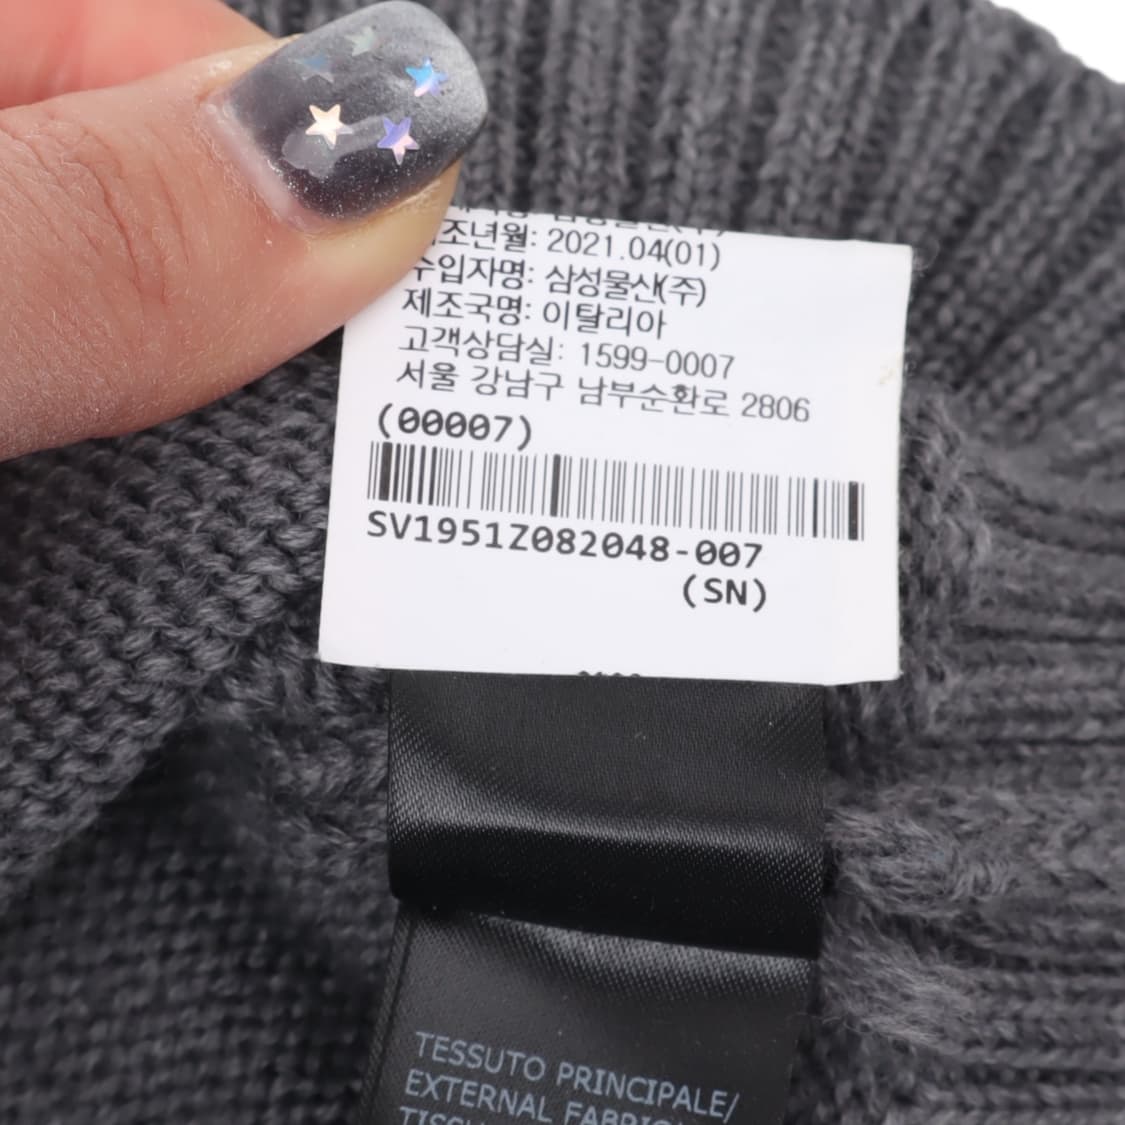 제조년월: 2021.04(01)
수입자명: 삼성물산(주)
제조국명: 이탈리아
고객상담실: 1599-0007
서울 강남구 남부순환로 2806
(00007)
SV1951Z082048-007
(SN)
TESSUTO PRINCIPALE/
EXTERNAL FABRIC